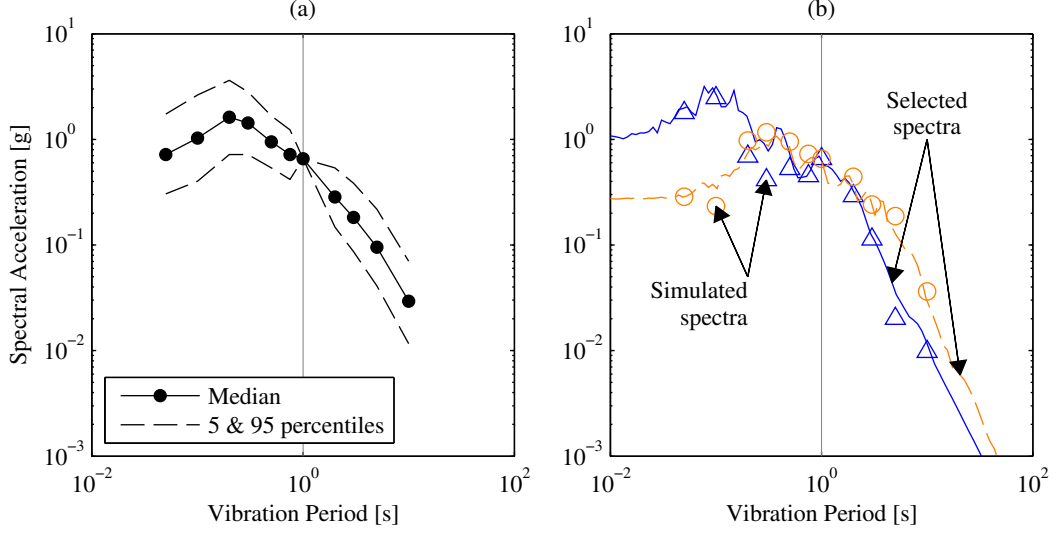 (a)
(b)
Spectral Acceleration [g]
10^1
10^0
10^-1
10^-2
10^-3
Median
5 & 95 percentiles
10^-2
10^0
10^2
Vibration Period [s]
10^1
10^0
10^-1
10^-2
10^-3
Selected
spectra
Simulated
spectra
10^-2
10^0
10^2
Vibration Period [s]